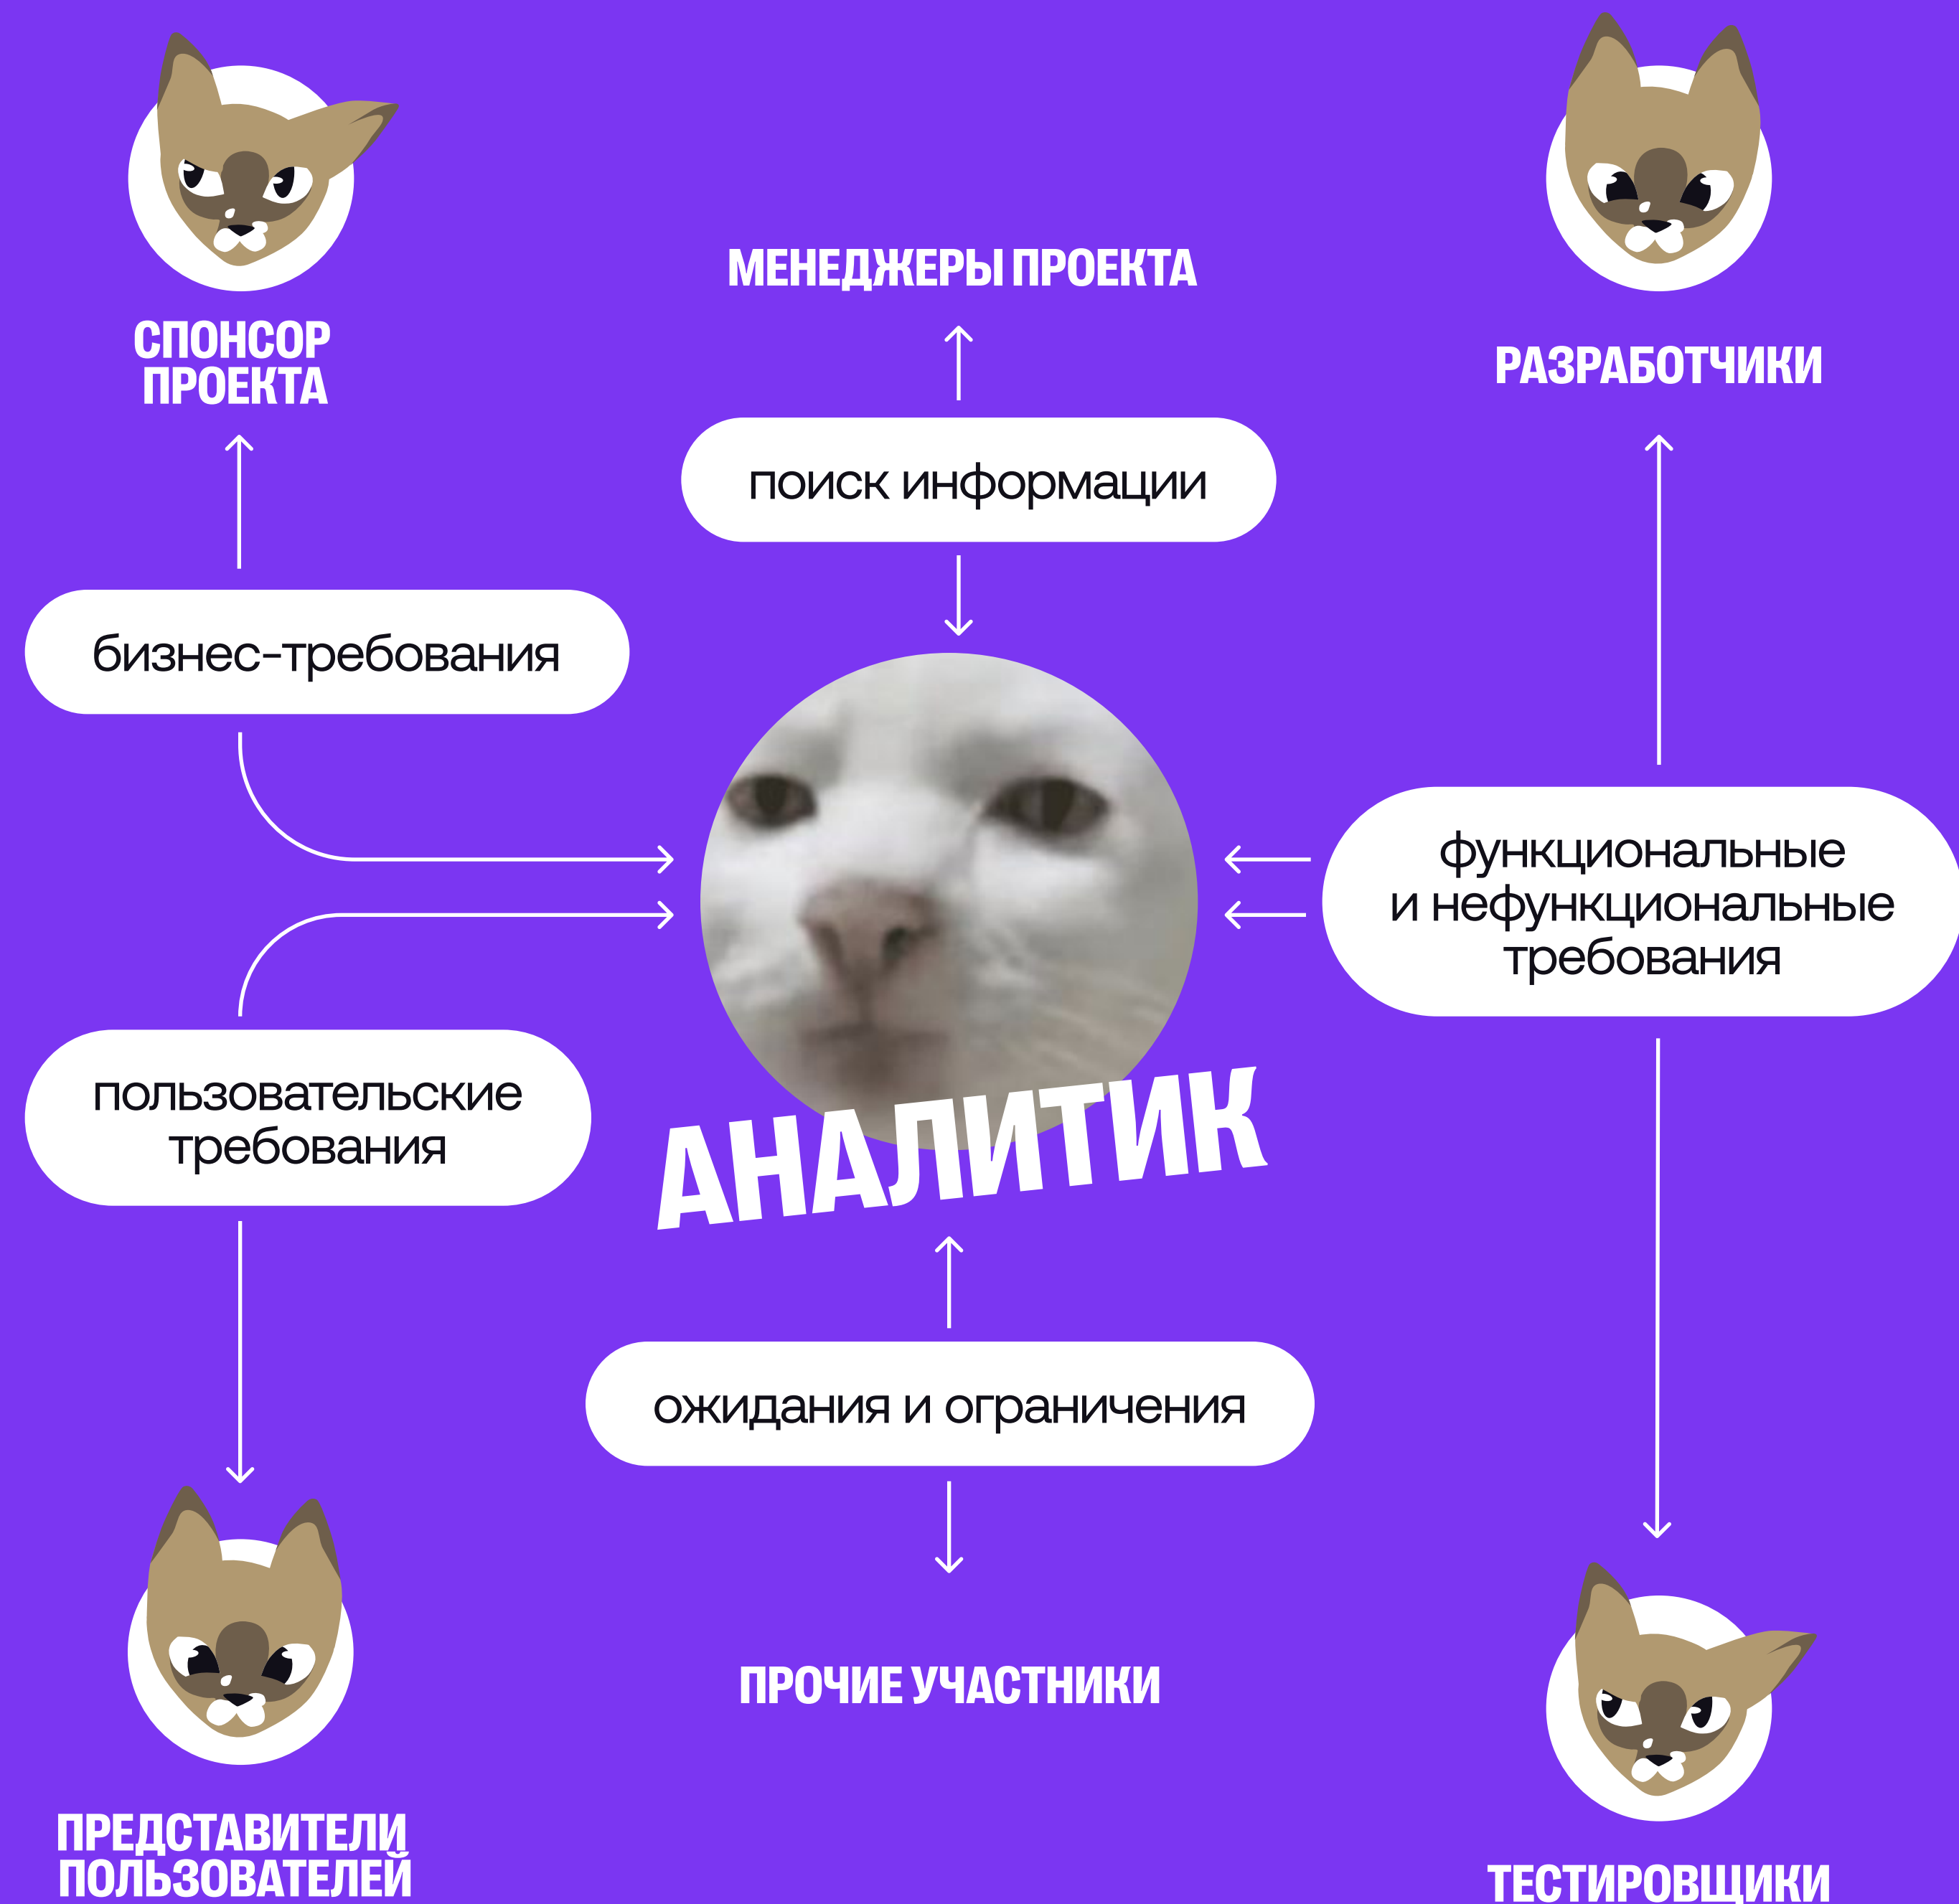 МЕНЕДЖЕРЫ ПРОЕКТА
СПОНСОР
ПРОЕКТА
РАЗРАБОТЧИКИ
поиск информации
бизнес-требования
функциональные
и нефункциональные
требования
пользовательские
требования
АНАЛИТИК
ожидания и ограничения
ПРОЧИЕ УЧАСТНИКИ
ПРЕДСТАВИТЕЛИ
ПОЛЬЗОВАТЕЛЕЙ
ТЕСТИРОВЩИКИ